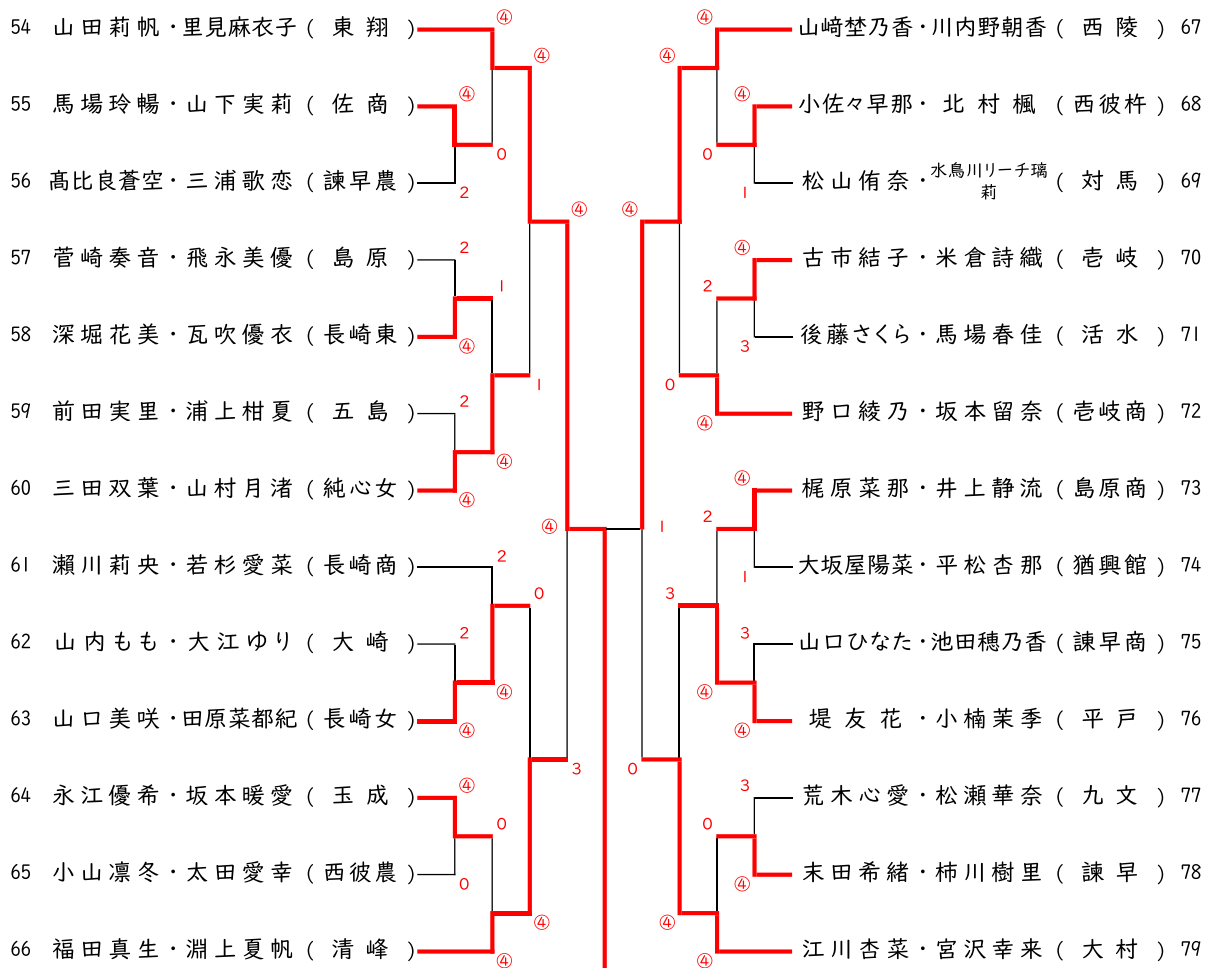 54 山田莉帆・里見麻衣子 ( 東翔 ) ④ ④ 山﨑埜乃香・川内野朝香 ( 西陵 ) 67
④ ④
55 馬場玲暢・山下実莉 ( 佐商 ) ④ ④ 小佐々早那・北村楓 (西彼杵) 68
0 0
56 髙比良蒼空・三浦歌恋 (諫早農) 2 1 松山侑奈・水鳥川リーチ璃莉 ( 対馬 ) 69
④ ④
57 菅崎奏音・飛永美優 ( 島原 ) 2 ④ 古市結子・米倉詩織 ( 壱岐 ) 70
1 2
58 深堀花美・瓦吹優衣 (長崎東) ④ 3 後藤さくら・馬場春佳 ( 活水 ) 71
1 0
59 前田実里・浦上柑夏 ( 五島 ) 2 ④ 野口綾乃・坂本留奈 (壱岐商) 72
④
60 三田双葉・山村月渚 (純心女) ④ ④ 梶原菜那・井上静流 (島原商) 73
④ 1 2
61 瀨川莉央・若杉愛菜 (長崎商) 2 1 大坂屋陽菜・平松杏那 (猶興館) 74
0 3
62 山内もも・大江ゆり ( 大崎 ) 2 3 山口ひなた・池田穂乃香 (諫早商) 75
④ ④
63 山口美咲・田原菜都紀 (長崎女) ④ ④ 堤友花・小楠茉季 ( 平戸 ) 76
3 0
64 永江優希・坂本暖愛 ( 玉成 ) ④ 3 荒木心愛・松瀬華奈 ( 九文 ) 77
0 0
65 小山凛冬・太田愛幸 (西彼農) 0 ④ 末田希緒・柿川樹里 ( 諫早 ) 78
④ ④
66 福田真生・淵上夏帆 ( 清峰 ) ④ ④ 江川杏菜・宮沢幸来 ( 大村 ) 79